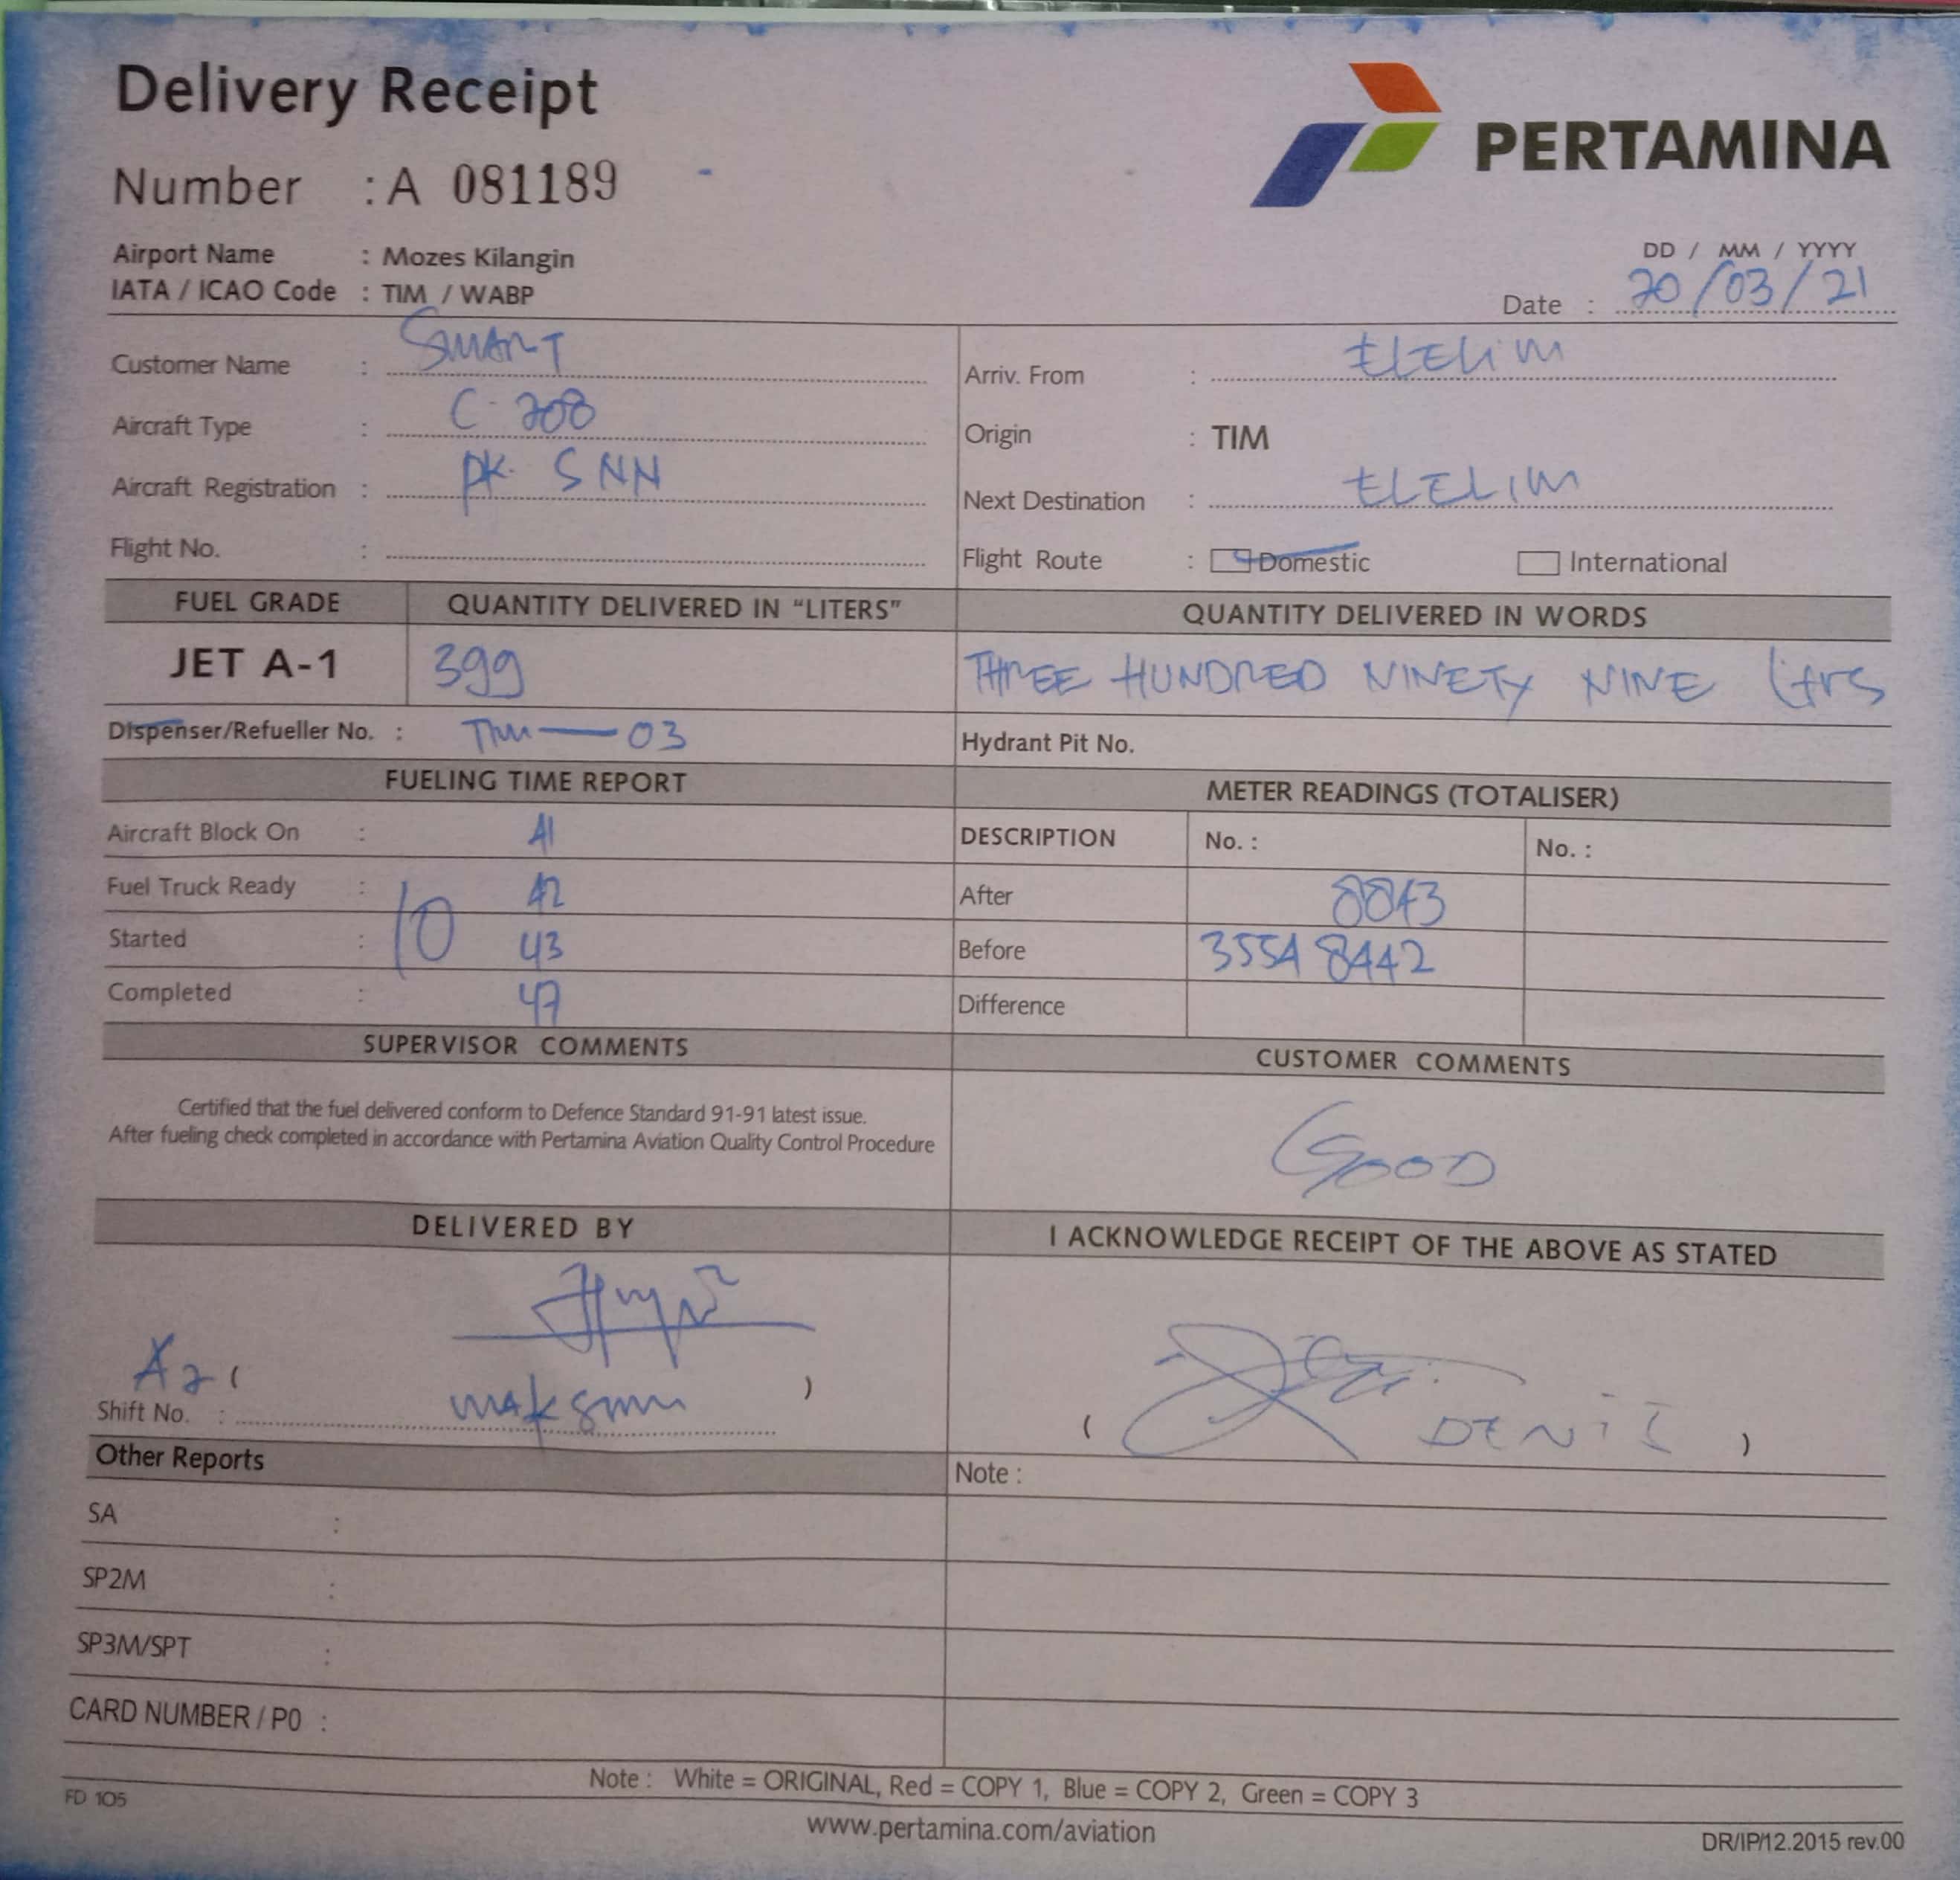 Delivery Receipt
PERTAMINA
Number : A 081189
Airport Name : Mozes Kilangin
IATA / ICAO Code : TIM / WABP
DD / MM / YYYY
Date : 20/03/21
Customer Name : SMART
Arriv. From : ELELIM
Aircraft Type : C 208
Origin : TIM
Aircraft Registration : PK SNN
Next Destination : ELELIM
Flight No. :
Flight Route : Domestic International
FUEL GRADE QUANTITY DELIVERED IN “LITERS” QUANTITY DELIVERED IN WORDS
JET A-1 399 THREE HUNDRED NINETY NINE Ltrs
Dispenser/Refueller No. : TIM — 03
Hydrant Pit No.
FUELING TIME REPORT METER READINGS (TOTALISER)
Aircraft Block On : 41
DESCRIPTION No. : No. :
Fuel Truck Ready : 42
After
Started : 10 43
Before 3554 8442
Completed : 47
Difference
SUPERVISOR COMMENTS CUSTOMER COMMENTS
Certified that the fuel delivered conform to Defence Standard 91-91 latest issue.
After fueling check completed in accordance with Pertamina Aviation Quality Control Procedure
GOOD
DELIVERED BY I ACKNOWLEDGE RECEIPT OF THE ABOVE AS STATED
A2 ( )
Shift No. :
( DENIS )
Other Reports
Note :
SA :
SP2M :
SP3M/SPT :
CARD NUMBER / P0 :
Note : White = ORIGINAL, Red = COPY 1, Blue = COPY 2, Green = COPY 3
FD 105
www.pertamina.com/aviation
DR/IP/12.2015 rev.00